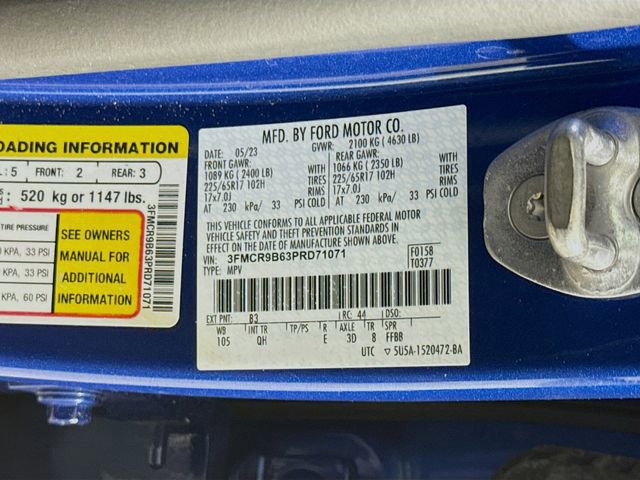 LOADING INFORMATION
: 5 FRONT: 2 REAR: 3
: 520 kg or 1147 lbs.
TIRE PRESSURE
KPA, 33 PSI
KPA, 33 PSI
KPA, 60 PSI
SEE OWNERS
MANUAL FOR
ADDITIONAL
INFORMATION
3FMCR9B63PRD71071
MFD. BY FORD MOTOR CO.
DATE: 05/23 GVWR: 2100 KG (4630 LB)
FRONT GAWR: REAR GAWR:
1089 KG (2400 LB) WITH 1066 KG (2350 LB) WITH
225/65R17 102H TIRES 225/65R17 102H TIRES
17x7.0J RIMS 17x7.0J RIMS
AT 230 kPa/ 33 PSI COLD AT 230 kPa/ 33 PSI COLD
THIS VEHICLE CONFORMS TO ALL APPLICABLE FEDERAL MOTOR
VEHICLE SAFETY AND THEFT PREVENTION STANDARDS IN EFFECT ON
THE DATE OF MANUFACTURE SHOWN ABOVE.
VIN: 3FMCR9B63PRD71071 F0158
TYPE: MPV T0377
EXT PNT: B3 RC: 44 DSO:
WB INT TR TP/PS R AXLE TR SPR
105 QH E 3D 8 FFBB
UTC ▽ 5U5A-1520472-BA